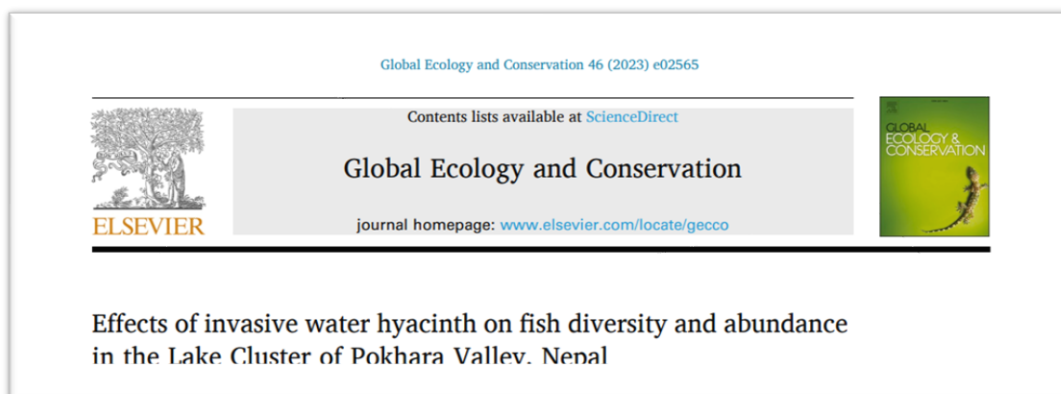 Global Ecology and Conservation 46 (2023) e02565
Contents lists available at ScienceDirect
Global Ecology and Conservation
journal homepage: www.elsevier.com/locate/gecco
ELSEVIER
GLOBAL
ECOLOGY &
CONSERVATION
Effects of invasive water hyacinth on fish diversity and abundance
in the Lake Cluster of Pokhara Valley, Nepal